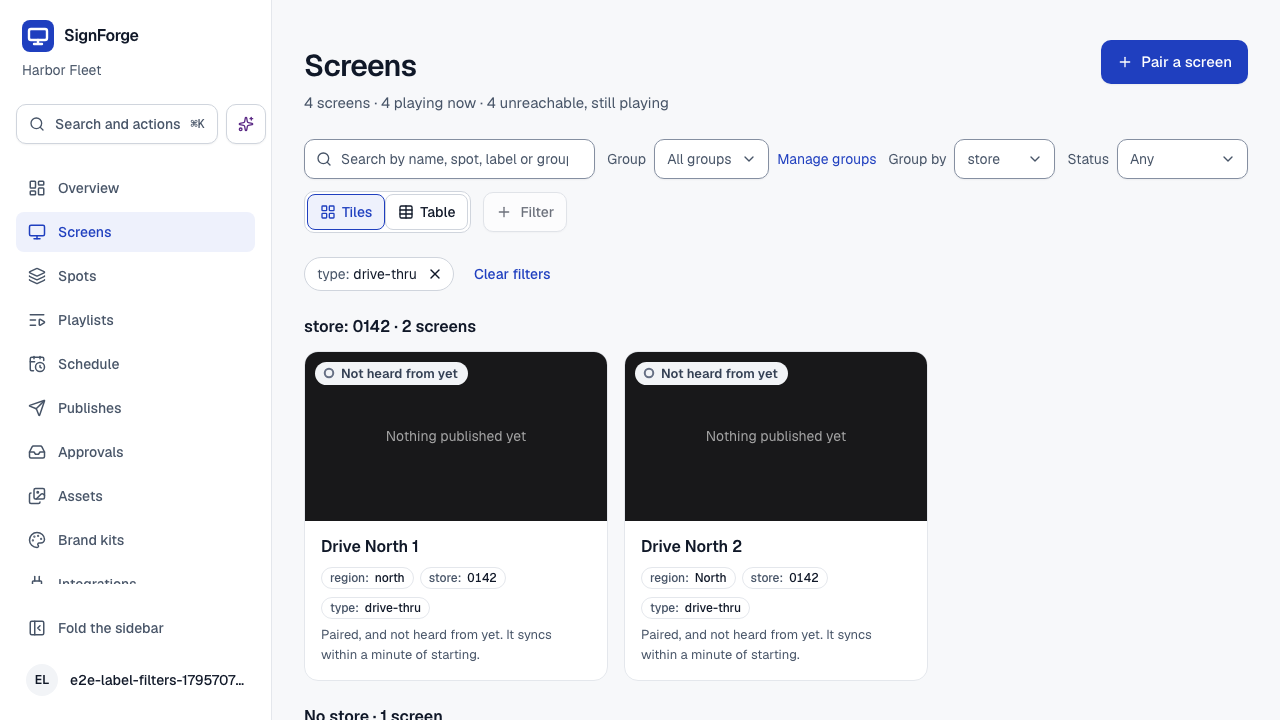 SignForge
Harbor Fleet
Search and actions ⌘K
Overview
Screens
Spots
Playlists
Schedule
Publishes
Approvals
Assets
Brand kits
Integrations
Fold the sidebar
EL e2e-label-filters-1795707...
Screens
Pair a screen
4 screens · 4 playing now · 4 unreachable, still playing
Search by name, spot, label or group Group All groups Manage groups Group by store Status Any
Tiles Table Filter
type: drive-thru Clear filters
store: 0142 · 2 screens
Not heard from yet
Nothing published yet
Drive North 1
region: north store: 0142
type: drive-thru
Paired, and not heard from yet. It syncs
within a minute of starting.
Not heard from yet
Nothing published yet
Drive North 2
region: North store: 0142
type: drive-thru
Paired, and not heard from yet. It syncs
within a minute of starting.
No store · 1 screen